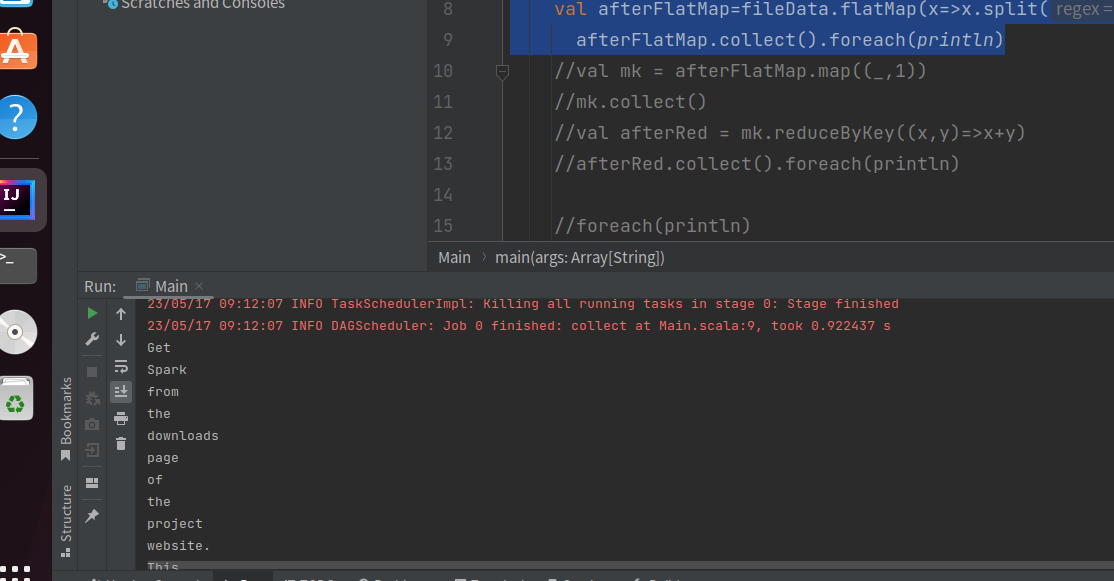 Scratches and Consoles
8 val afterFlatMap=fileData.flatMap(x=>x.split( regex =
9 afterFlatMap.collect().foreach(println)
10 //val mk = afterFlatMap.map((_,1))
11 //mk.collect()
12 //val afterRed = mk.reduceByKey((x,y)=>x+y)
13 //afterRed.collect().foreach(println)
14
15 //foreach(println)
Main › main(args: Array[String])
IJ
Run: Main
23/05/17 09:12:07 INFO TaskSchedulerImpl: Killing all running tasks in stage 0: Stage finished
23/05/17 09:12:07 INFO DAGScheduler: Job 0 finished: collect at Main.scala:9, took 0.922437 s
Get
Spark
from
the
downloads
page
of
the
project
website.
This
Bookmarks
Structure